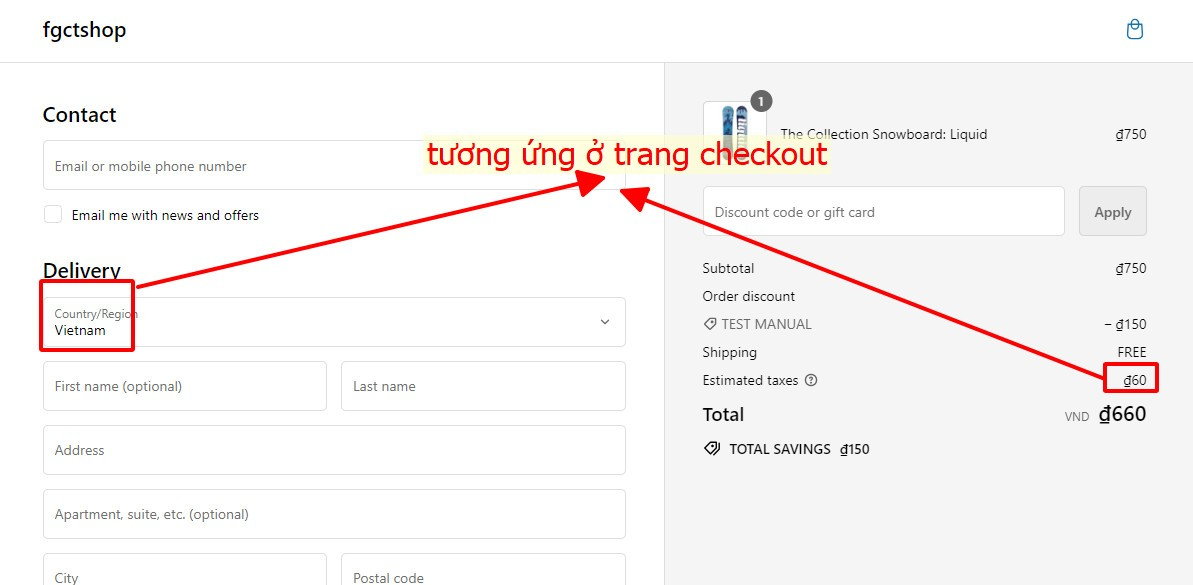 fgctshop
Contact
Email or mobile phone number
Email me with news and offers
Delivery
Country/Region
Vietnam
First name (optional)
Last name
Address
Apartment, suite, etc. (optional)
City
Postal code
tương ứng ở trang checkout
1
The Collection Snowboard: Liquid
₫750
Discount code or gift card
Apply
Subtotal
₫750
Order discount
TEST MANUAL
− ₫150
Shipping
FREE
Estimated taxes
₫60
Total
VND ₫660
TOTAL SAVINGS ₫150